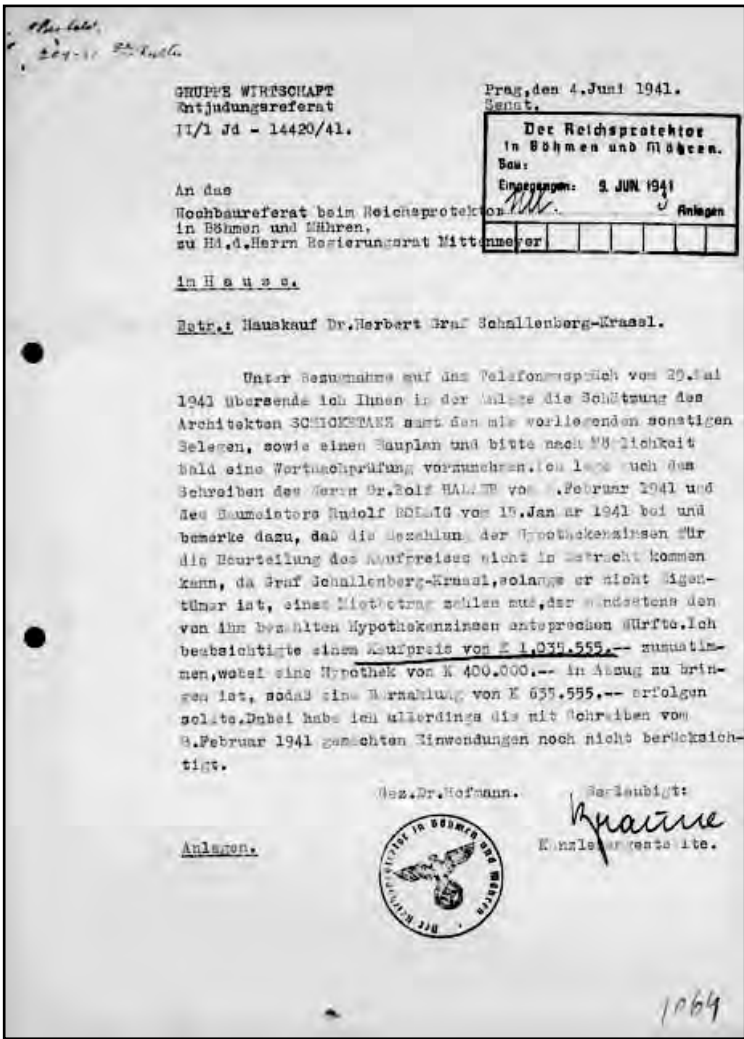 GRUPPE WIRTSCHAFT
Entjudungsreferat
II/1 Jd - 14420/41.
Prag,den 4.Juni 1941.
Senat.
Der Reichsprotektor
in Böhmen und Mähren.
Bau:
Eingegangen: 9. JUN. 1941
Anlagen
An das
Hochbaureferat beim Reichsprotektor
in Böhmen und Mähren,
zu Hd.d.Herrn Regierungsrat Mittenmeyer
im H a u s e.
Betr.: Hauskauf Dr.Herbert Graf Schallenberg-Krassl.
Unter Bezugnahme auf das Telefongespräch vom 29.Mai
1941 übersende ich Ihnen in der Anlage die Schätzung des
Architekten SCHICKETANZ samt den mir vorliegenden sonstigen
Belegen, sowie einen Bauplan und bitte nach Möglichkeit
bald eine Wertnachprüfung vorzunehmen.Ich lege auch das
Schreiben des Herrn Dr.Rolf vom .Februar 1941 und
des Baumeisters Rudolf vom 15.Januar 1941 bei und
bemerke dazu, daß die Bezahlung der Hypothekenzinsen für
die Beurteilung des Kaufpreises nicht in Betracht kommen
kann, da Graf Schallenberg-Krassl,solange er nicht Eigen-
tümer ist, einen Mietbetrag zahlen muß,der mindestens den
von ihm bezahlten Hypothekenzinsen entsprechen dürfte.Ich
beabsichtigte einem Kaufpreis von K 1,035.555.-- zuzustim-
men,wobei eine Hypothek von K 400.000.-- in Abzug zu brin-
gen ist, sodaß eine Barzahlung von K 635.555.-- erfolgen
sollte.Dabei habe ich allerdings die mit Schreiben vom
8.Februar 1941 gemachten Einwendungen noch nicht berücksich-
tigt.
Gez.Dr.Hofmann.
Beglaubigt:
Kanzleiangestellte.
Anlagen.
Der Reichsprotektor in Böhmen und Mähren
1064